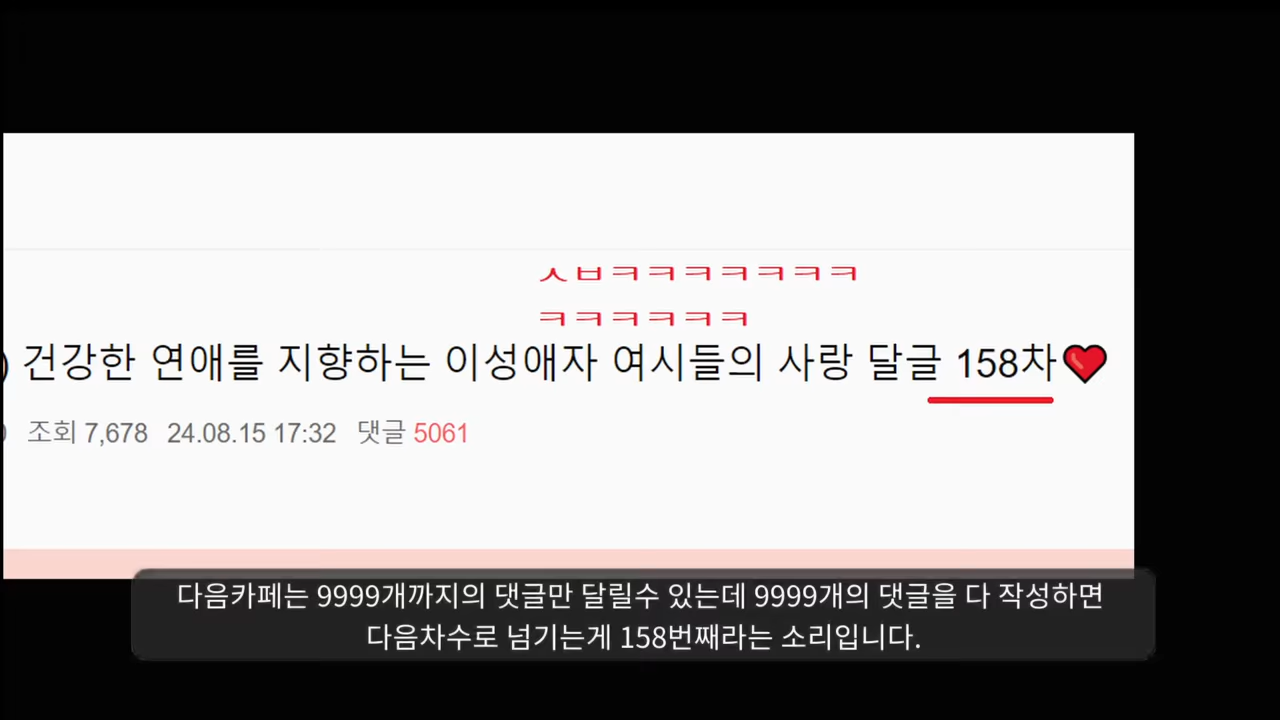 ㅅㅂㅋㅋㅋㅋㅋㅋㅋ
ㅋㅋㅋㅋㅋㅋ
) 건강한 연애를 지향하는 이성애자 여시들의 사랑 달글 158차❤
조회 7,678 24.08.15 17:32 댓글 5061
다음카페는 9999개까지의 댓글만 달릴수 있는데 9999개의 댓글을 다 작성하면
다음차수로 넘기는게 158번째라는 소리입니다.